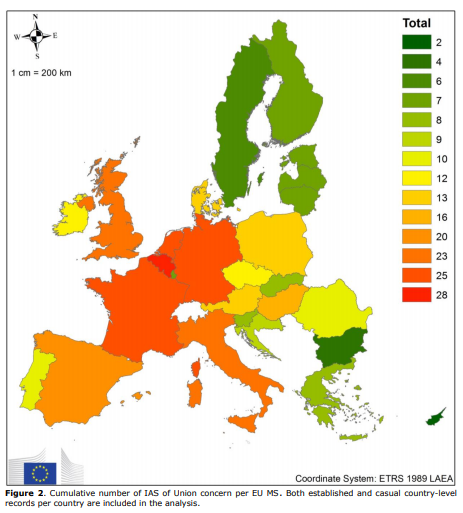 N
W E
S
1 cm = 200 km
Total
2
4
6
7
8
9
10
12
13
16
20
23
25
28
Coordinate System: ETRS 1989 LAEA
Figure 2. Cumulative number of IAS of Union concern per EU MS. Both established and casual country-level
records per country are included in the analysis.